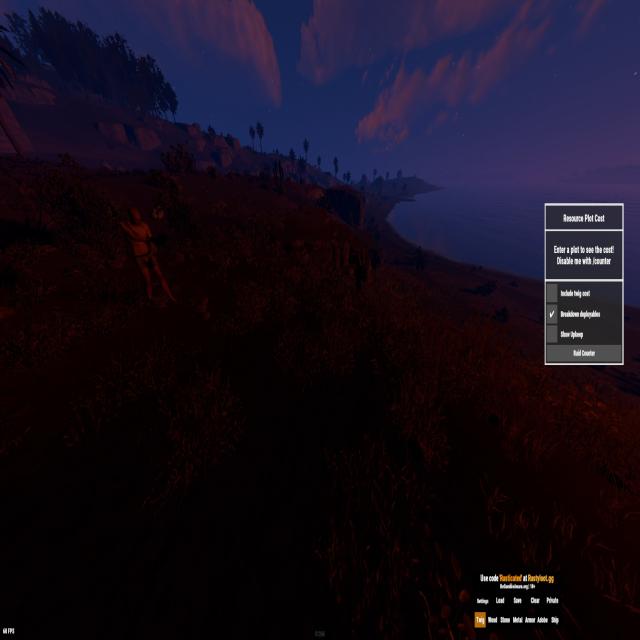 Resource Plot Cost
Enter a plot to see the cost!
Disable me with /counter
Include twig cost
Breakdown deployables
Show Upkeep
Raid Counter
Use code 'Rusticated' at Rustyloot.gg
Settings Load Save Clear Private
Twig Wood Stone Metal Armor Adobe Skip
60 FPS